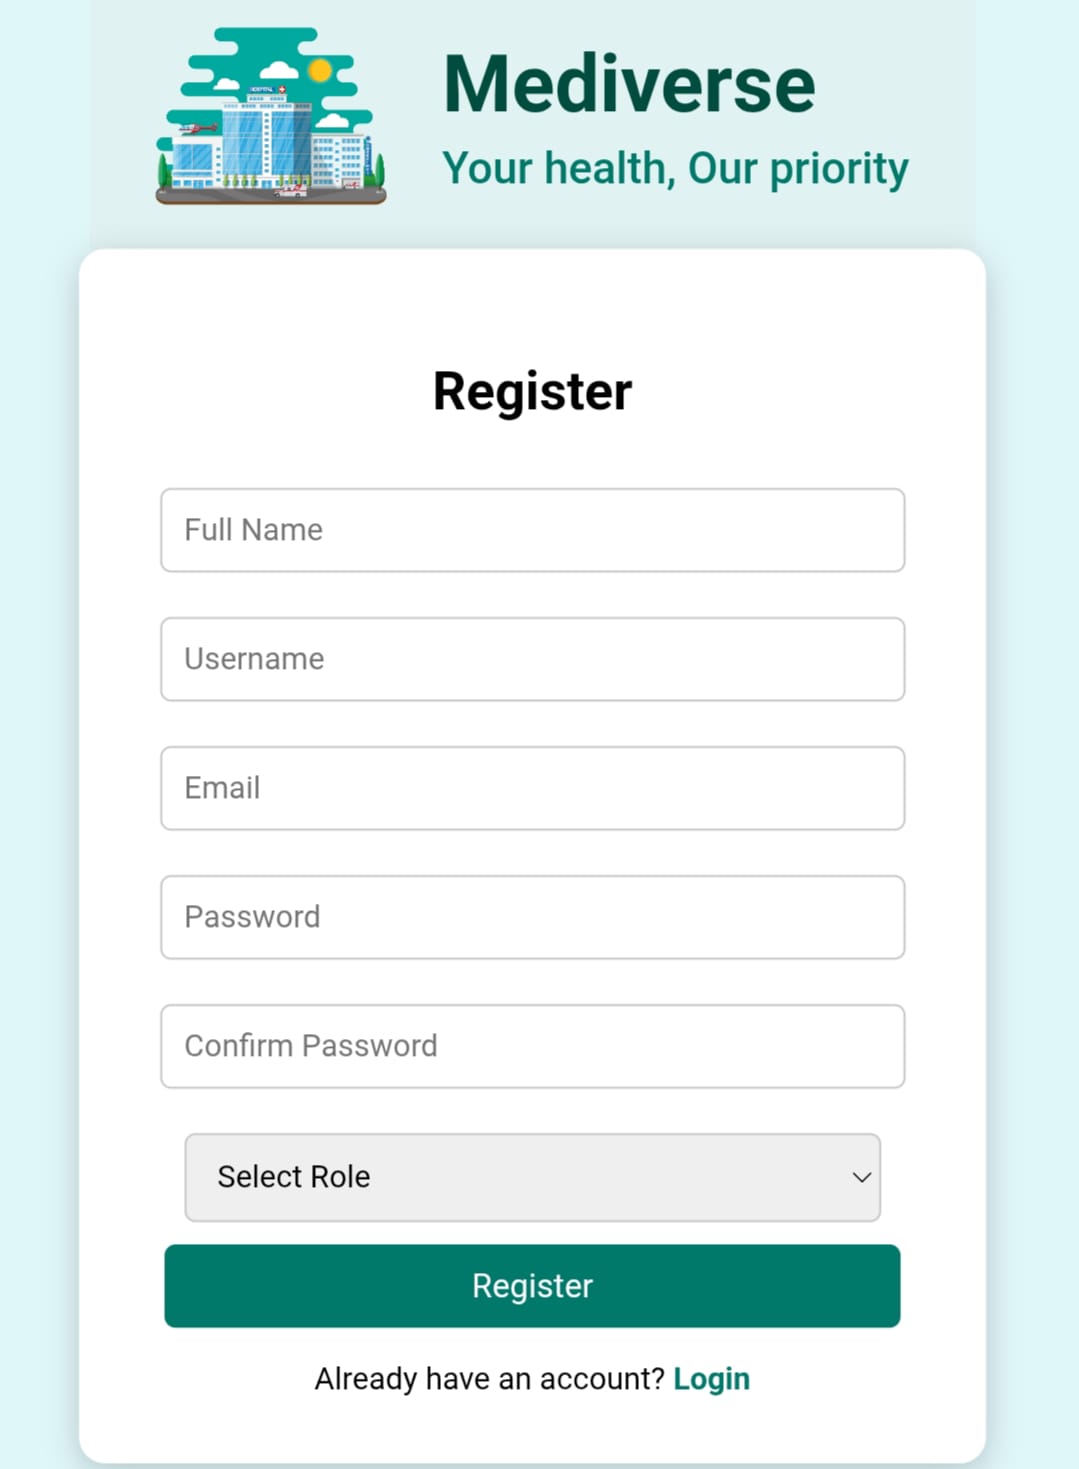 HOSPITAL
Mediverse
Your health, Our priority
Register
Full Name
Username
Email
Password
Confirm Password
Select Role
Register
Already have an account? Login